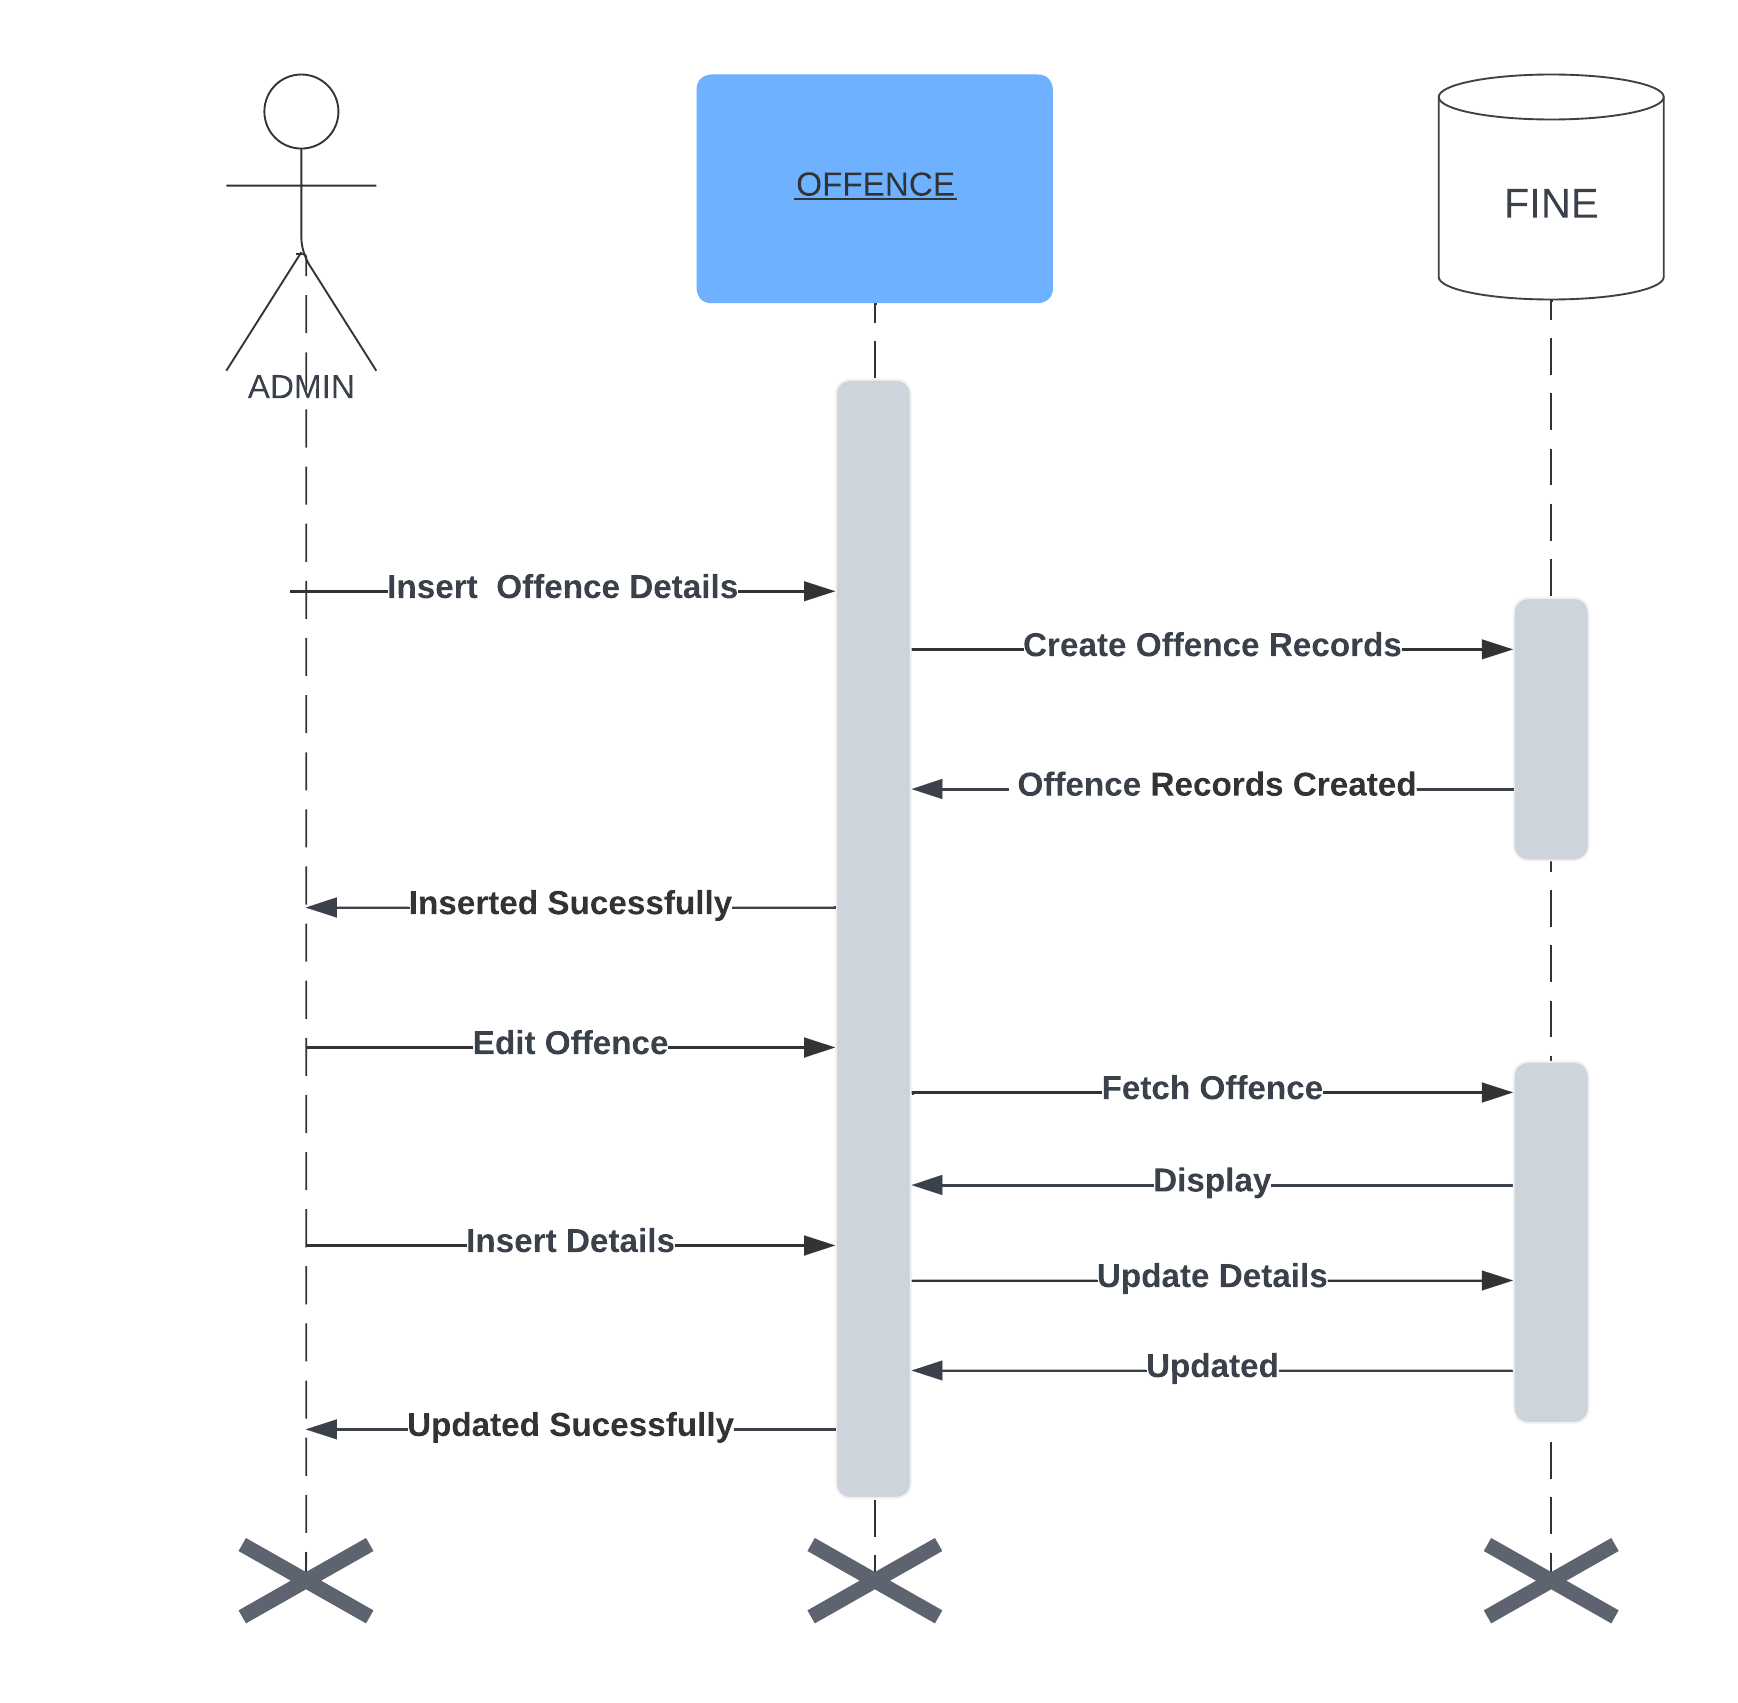 OFFENCE
FINE
ADMIN
Insert  Offence Details
Create Offence Records
Offence Records Created
Inserted Sucessfully
Edit Offence
Fetch Offence
Display
Insert Details
Update Details
Updated
Updated Sucessfully